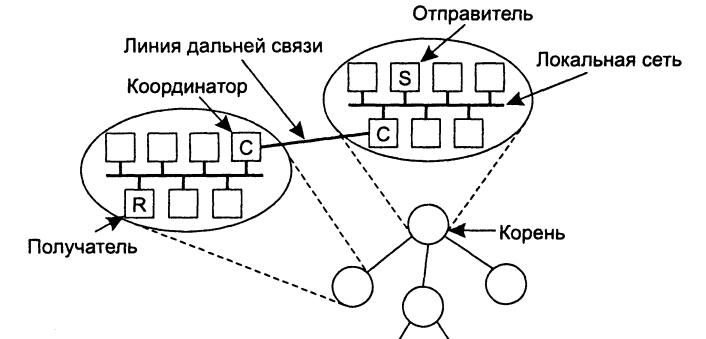 Отправитель
Линия дальней связи
Локальная сеть
Координатор
S
C
C
R
Получатель
Корень